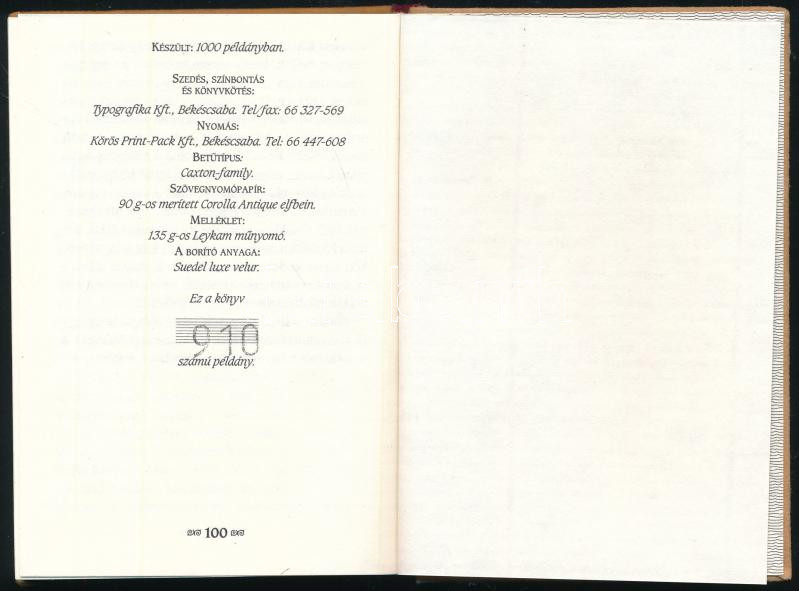 KÉSZÜLT: 1000 példányban.
SZEDÉS, SZÍNBONTÁS
ÉS KÖNYVKÖTÉS:
Typografika Kft., Békéscsaba. Tel/fax: 66 327-569
NYOMÁS:
Körös Print-Pack Kft., Békéscsaba. Tel: 66 447-608
BETŰTÍPUS:
Caxton-family.
SZÖVEGNYOMÓPAPÍR:
90 g-os merített Corolla Antique elfbein.
MELLÉKLET:
135 g-os Leykam műnyomó.
A BORÍTÓ ANYAGA:
Suedel luxe velur.
Ez a könyv
910
számú példány.
100